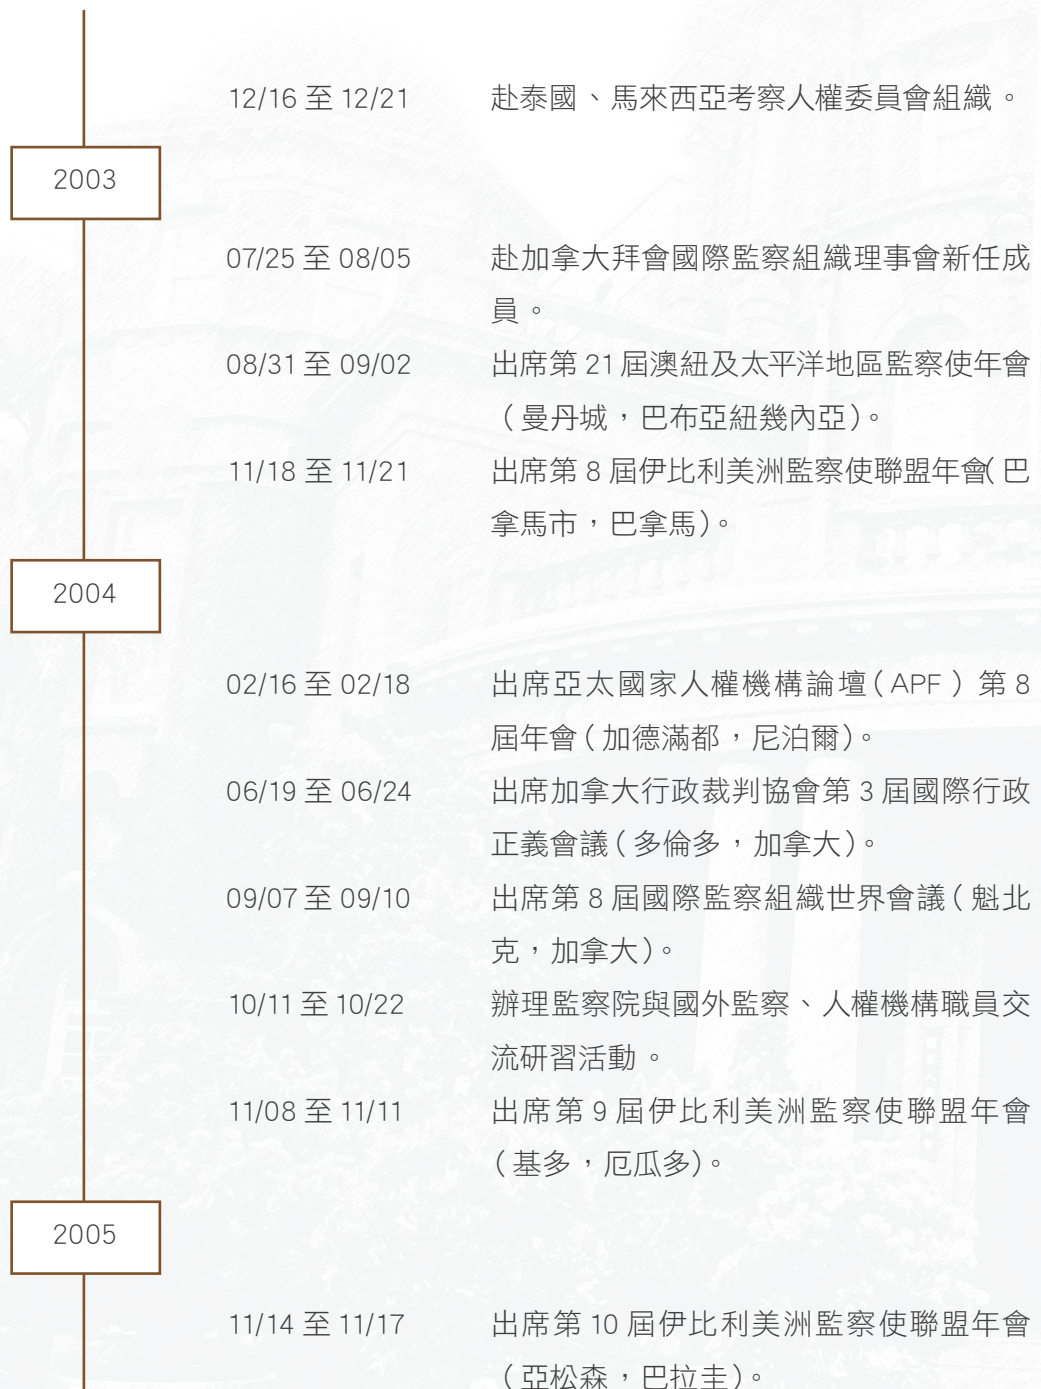 12/16 至 12/21 赴泰國、馬來西亞考察人權委員會組織。
2003
07/25 至 08/05 赴加拿大拜會國際監察組織理事會新任成
員。
08/31 至 09/02 出席第 21 屆澳紐及太平洋地區監察使年會
（曼丹城，巴布亞紐幾內亞）。
11/18 至 11/21 出席第 8 屆伊比利美洲監察使聯盟年會（巴
拿馬市，巴拿馬）。
2004
02/16 至 02/18 出席亞太國家人權機構論壇（APF）第 8
屆年會（加德滿都，尼泊爾）。
06/19 至 06/24 出席加拿大行政裁判協會第 3 屆國際行政
正義會議（多倫多，加拿大）。
09/07 至 09/10 出席第 8 屆國際監察組織世界會議（魁北
克，加拿大）。
10/11 至 10/22 辦理監察院與國外監察、人權機構職員交
流研習活動。
11/08 至 11/11 出席第 9 屆伊比利美洲監察使聯盟年會
（基多，厄瓜多）。
2005
11/14 至 11/17 出席第 10 屆伊比利美洲監察使聯盟年會
（亞松森，巴拉圭）。